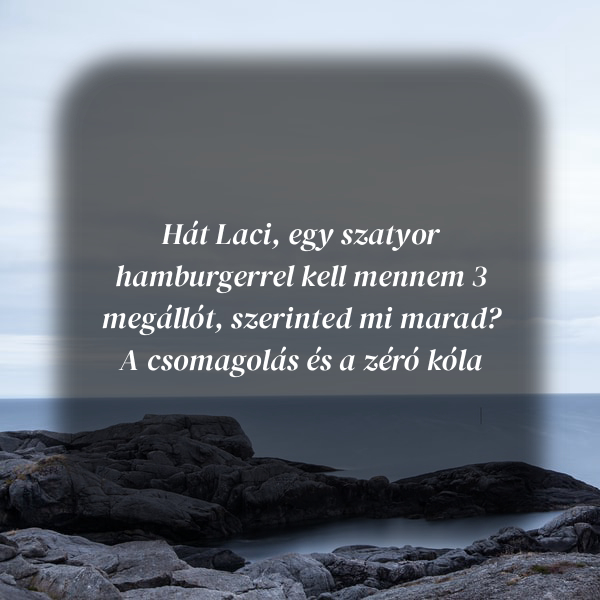 Hát Laci, egy szatyor
hamburgerrel kell mennem 3
megállót, szerinted mi marad?
A csomagolás és a zéró kóla